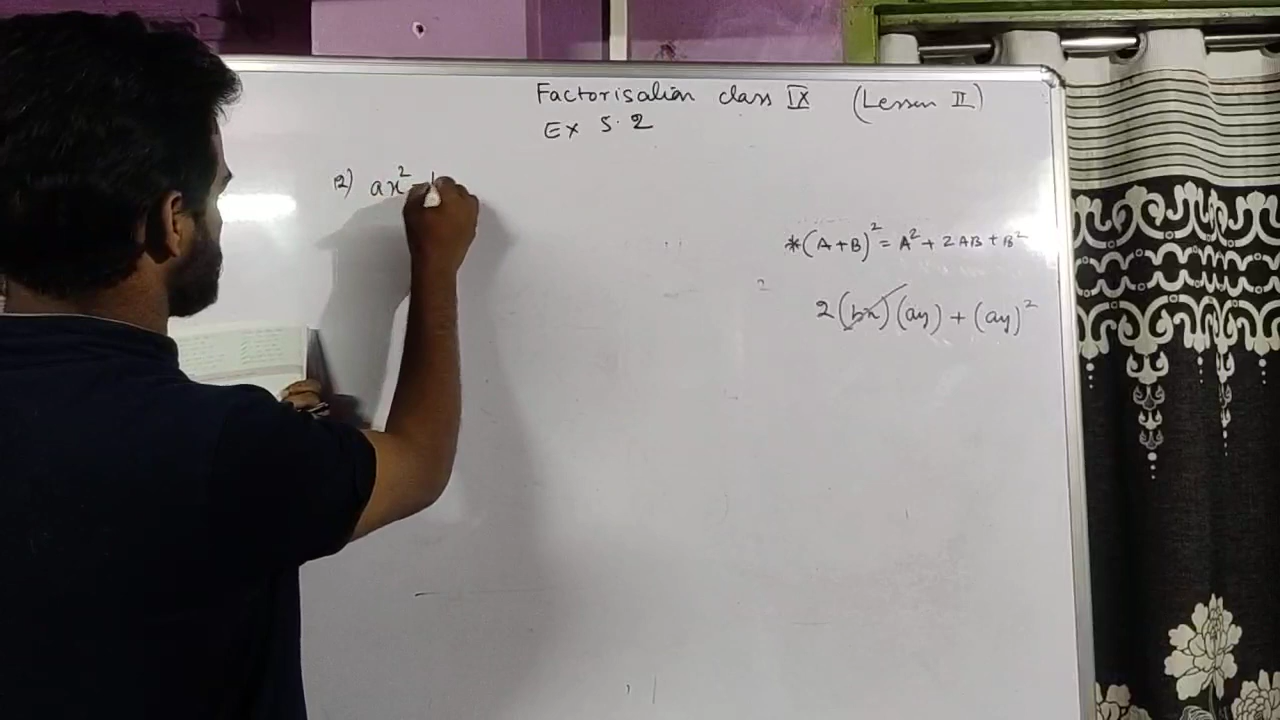 Factorisation class IX (Lesson II)
Ex 5.2
12) ax² -
*(A+B)² = A² + 2AB + B²
2
2(bx)(ay) + (ay)²